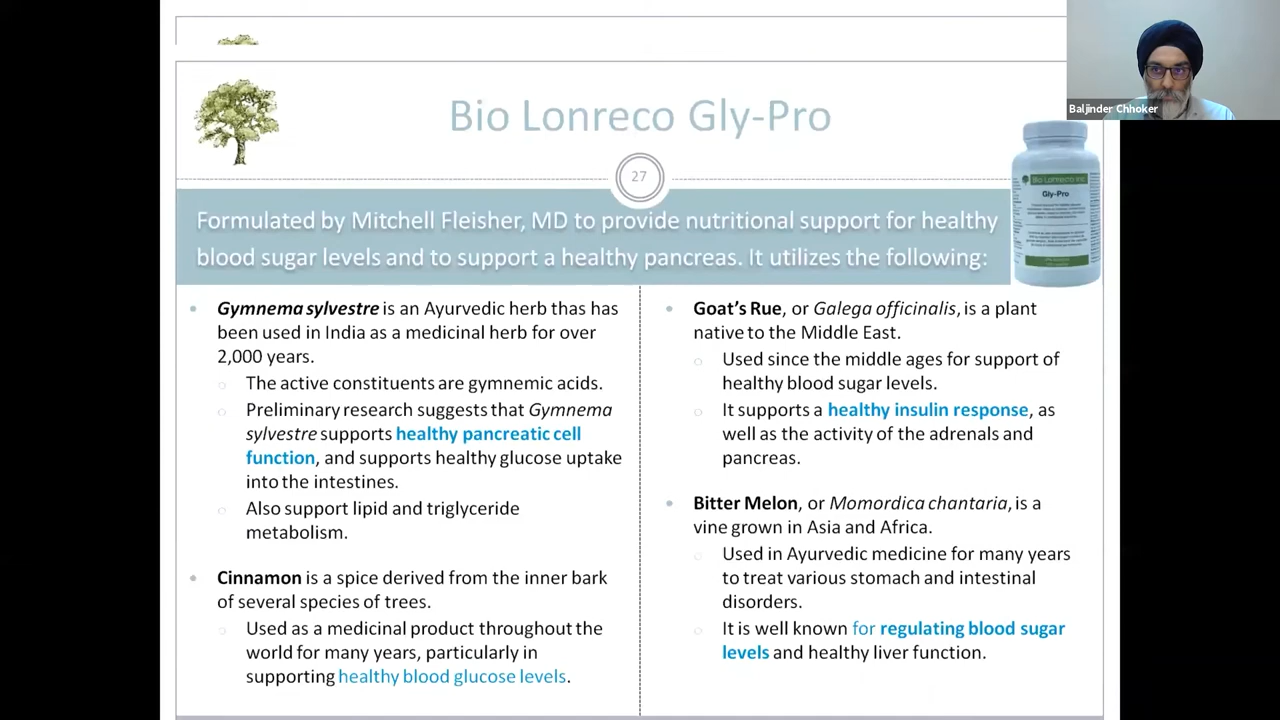 Baljinder Chhoker
Bio Lonreco Gly-Pro
27
Bio Lonreco Inc
Gly-Pro
Formulated by Mitchell Fleisher, MD to provide nutritional support for healthy
blood sugar levels and to support a healthy pancreas. It utilizes the following:
• Gymnema sylvestre is an Ayurvedic herb thas has
been used in India as a medicinal herb for over
2,000 years.
○ The active constituents are gymnemic acids.
○ Preliminary research suggests that Gymnema
sylvestre supports healthy pancreatic cell
function, and supports healthy glucose uptake
into the intestines.
○ Also support lipid and triglyceride
metabolism.
• Cinnamon is a spice derived from the inner bark
of several species of trees.
○ Used as a medicinal product throughout the
world for many years, particularly in
supporting healthy blood glucose levels.
• Goat's Rue, or Galega officinalis, is a plant
native to the Middle East.
○ Used since the middle ages for support of
healthy blood sugar levels.
○ It supports a healthy insulin response, as
well as the activity of the adrenals and
pancreas.
• Bitter Melon, or Momordica chantaria, is a
vine grown in Asia and Africa.
○ Used in Ayurvedic medicine for many years
to treat various stomach and intestinal
disorders.
○ It is well known for regulating blood sugar
levels and healthy liver function.